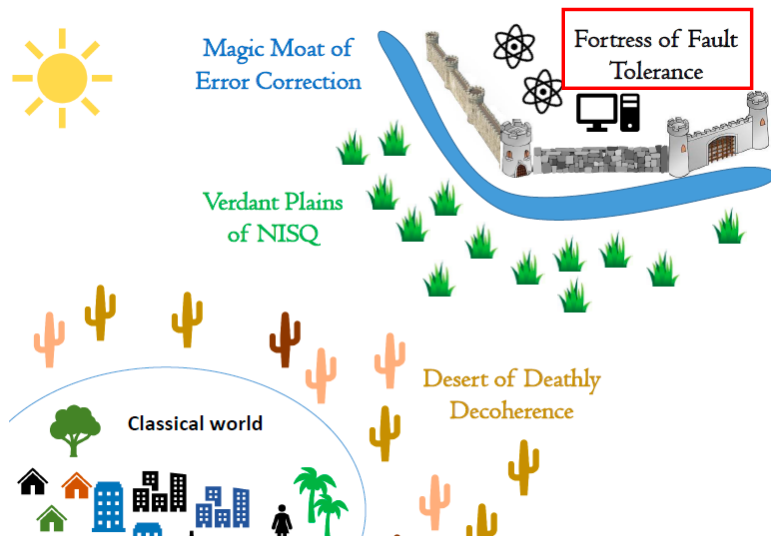 Magic Moat of
Error Correction
Fortress of Fault
Tolerance
Verdant Plains
of NISQ
Desert of Deathly
Decoherence
Classical world